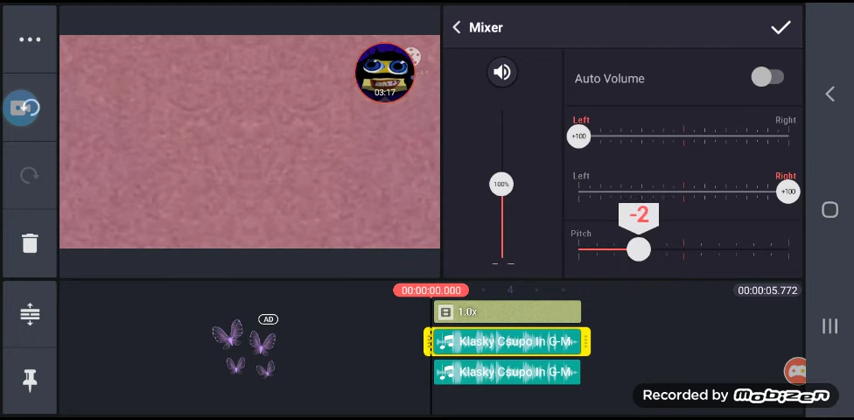 Mixer
Auto Volume
03:17
Left
Right
+100
Left
Right
+100
100%
-2
Pitch
00:00:00.000
4
00:00:05.772
1.0x
AD
Klasky Csupo In G-M
Klasky Csupo In G-M
Recorded by Mobizen